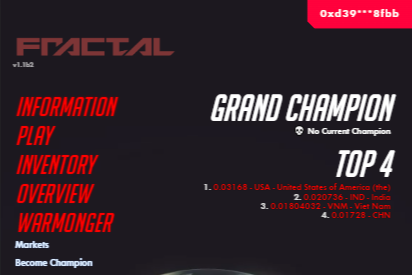 0xd39***8fbb
FRACTAL
v1.1b2
INFORMATION
PLAY
INVENTORY
OVERVIEW
WARMONGER
Markets
Become Champion
GRAND CHAMPION
💀 No Current Champion
TOP 4
1. 0.03168 - USA - United States of America (the)
2. 0.020736 - IND - India
3. 0.01804032 - VNM - Viet Nam
4. 0.01728 - CHN